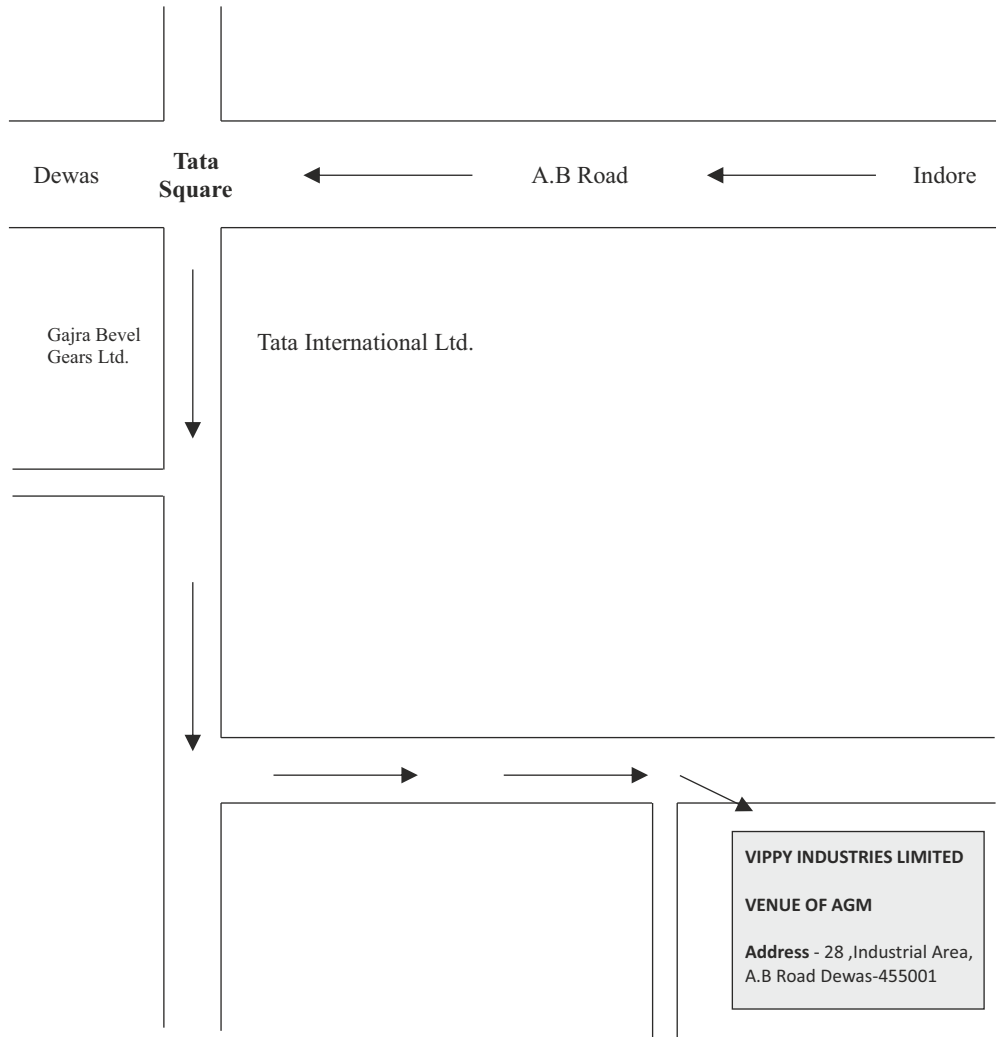 Dewas
Tata
Square
A.B Road
Indore
Gajra Bevel
Gears Ltd.
Tata International Ltd.
VIPPY INDUSTRIES LIMITED
VENUE OF AGM
Address - 28 ,Industrial Area,
A.B Road Dewas-455001